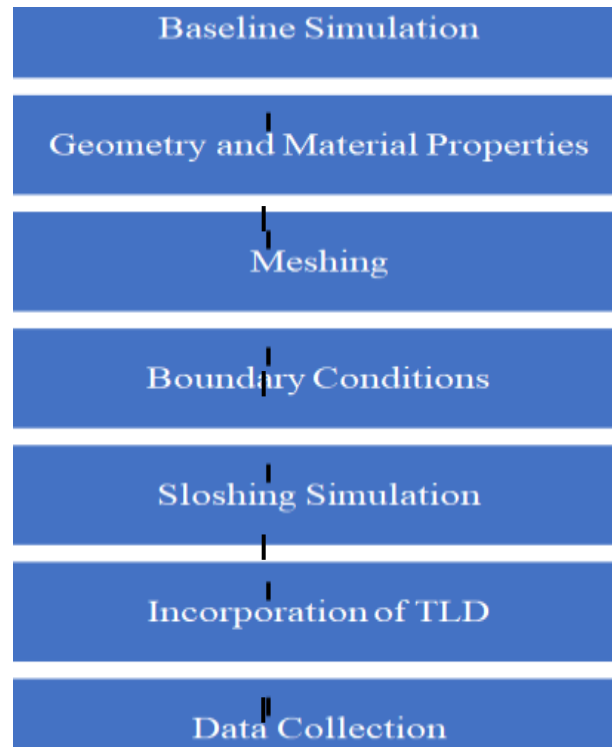 Baseline Simulation
Geometry and Material Properties
Meshing
Boundary Conditions
Sloshing Simulation
Incorporation of TLD
Data Collection